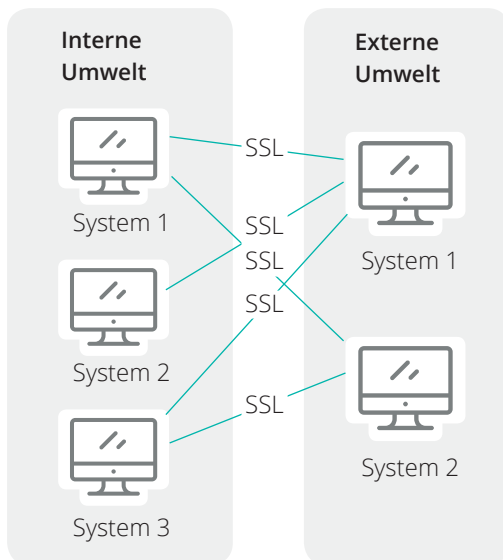 Interne
Umwelt
System 1
System 2
System 3
SSL
SSL
SSL
SSL
SSL
Externe
Umwelt
System 1
System 2